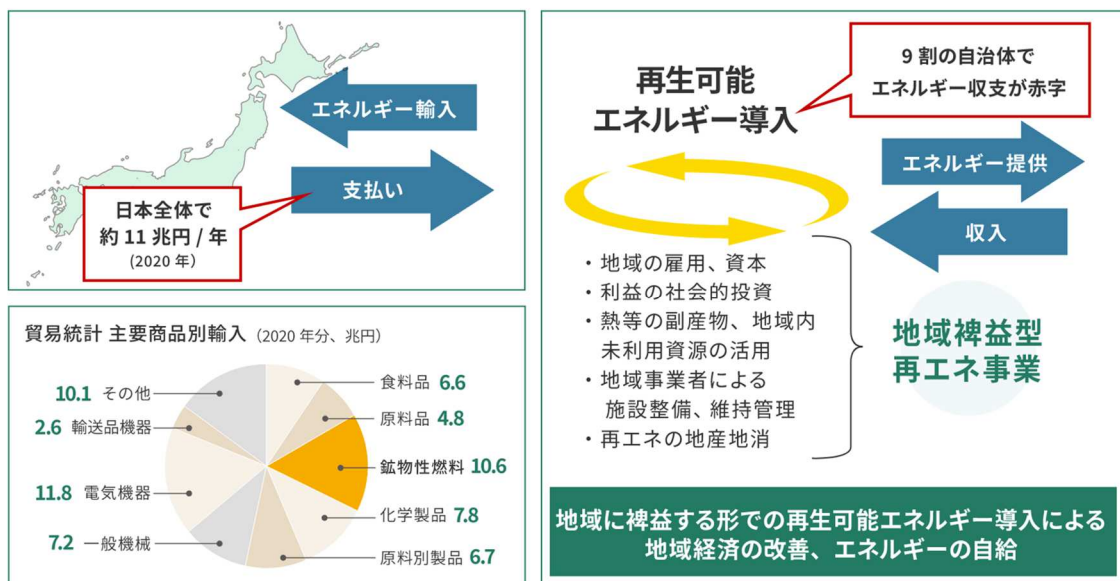 エネルギー輸入
支払い
日本全体で
約 11 兆円 / 年
(2020 年)
貿易統計 主要商品別輸入 (2020 年分、兆円)
食料品 6.6
原料品 4.8
鉱物性燃料 10.6
化学製品 7.8
原料別製品 6.7
10.1 その他
2.6 輸送品機器
11.8 電気機器
7.2 一般機械
再生可能
エネルギー導入
9 割の自治体で
エネルギー収支が赤字
エネルギー提供
収入
・地域の雇用、資本
・利益の社会的投資
・熱等の副産物、地域内
未利用資源の活用
・地域事業者による
施設整備、維持管理
・再エネの地産地消
地域裨益型
再エネ事業
地域に裨益する形での再生可能エネルギー導入による
地域経済の改善、エネルギーの自給